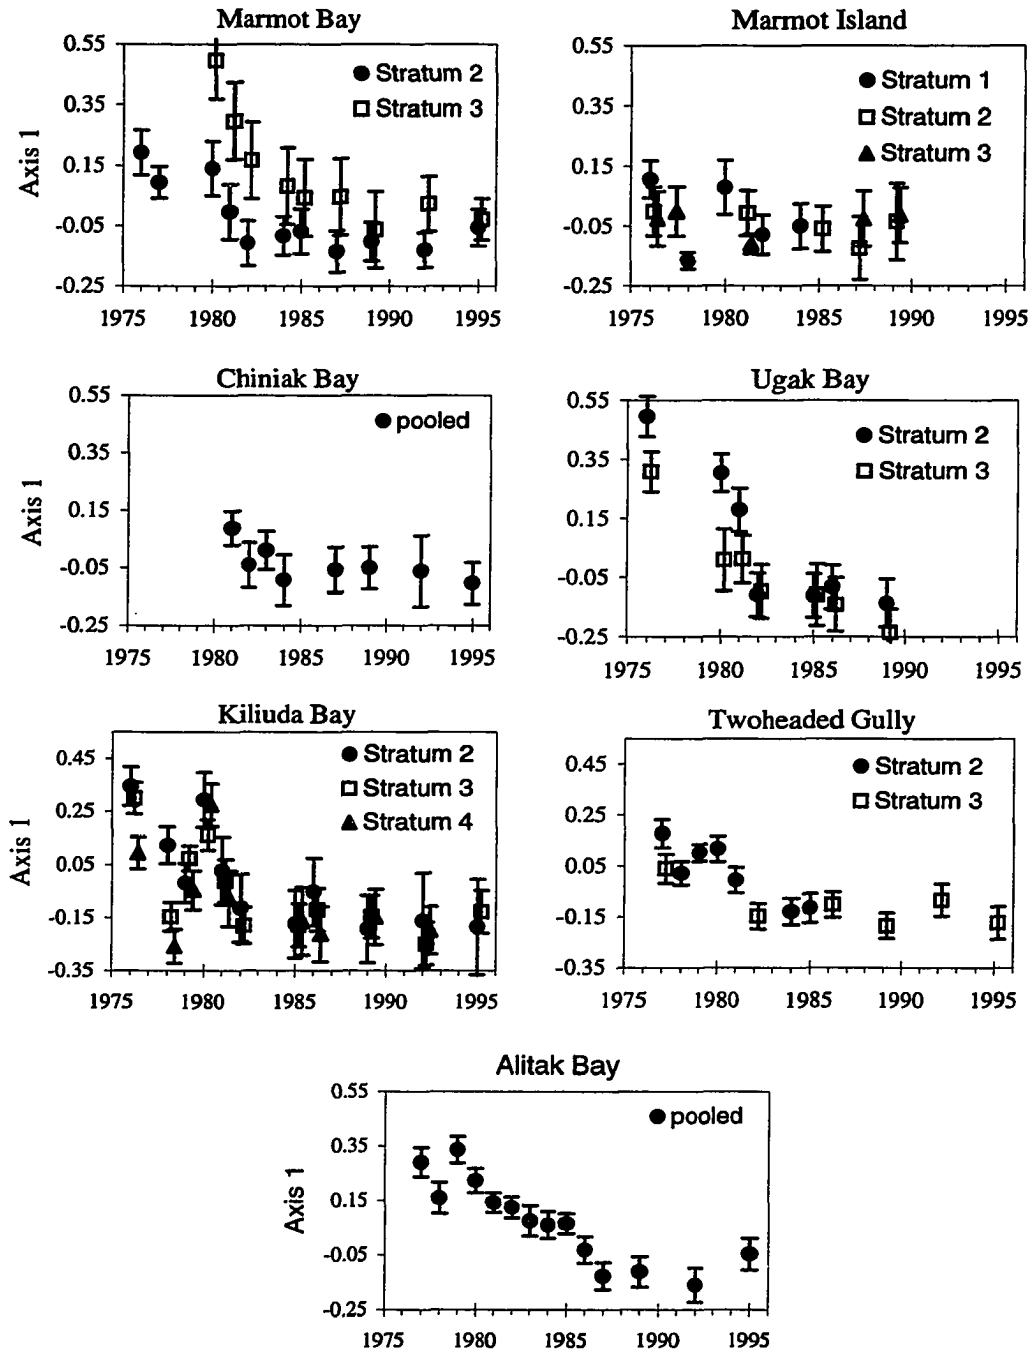 Marmot Bay
Axis 1
0.55
0.35
0.15
-0.05
-0.25
Stratum 2
Stratum 3
1975 1980 1985 1990 1995
Marmot Island
0.55
0.35
0.15
-0.05
-0.25
Stratum 1
Stratum 2
Stratum 3
1975 1980 1985 1990 1995
Chiniak Bay
Axis 1
0.55
0.35
0.15
-0.05
-0.25
pooled
1975 1980 1985 1990 1995
Ugak Bay
0.55
0.35
0.15
-0.05
-0.25
Stratum 2
Stratum 3
1975 1980 1985 1990 1995
Kiliuda Bay
Axis 1
0.45
0.25
0.05
-0.15
-0.35
Stratum 2
Stratum 3
Stratum 4
1975 1980 1985 1990 1995
Twoheaded Gully
0.45
0.25
0.05
-0.15
-0.35
Stratum 2
Stratum 3
1975 1980 1985 1990 1995
Alitak Bay
Axis 1
0.55
0.35
0.15
-0.05
-0.25
pooled
1975 1980 1985 1990 1995